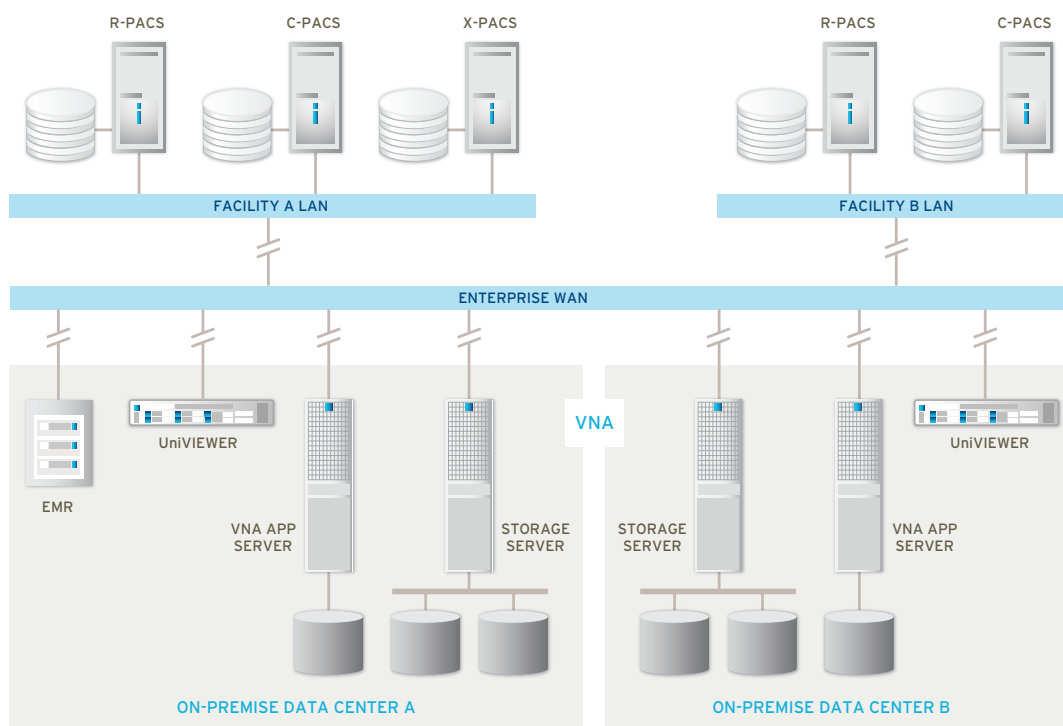 R-PACS
C-PACS
X-PACS
R-PACS
C-PACS
FACILITY A LAN
FACILITY B LAN
ENTERPRISE WAN
EMR
UniVIEWER
VNA APP
SERVER
STORAGE
SERVER
VNA
STORAGE
SERVER
VNA APP
SERVER
UniVIEWER
ON-PREMISE DATA CENTER A
ON-PREMISE DATA CENTER B